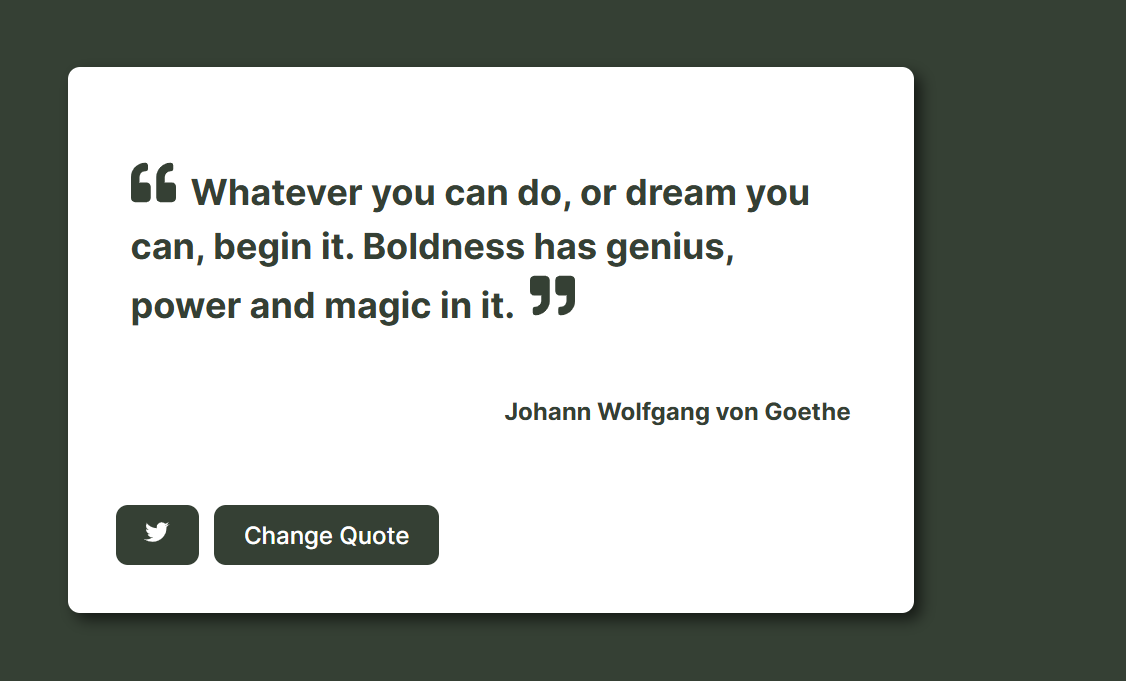 “ Whatever you can do, or dream you
can, begin it. Boldness has genius,
power and magic in it. ”
Johann Wolfgang von Goethe
Change Quote